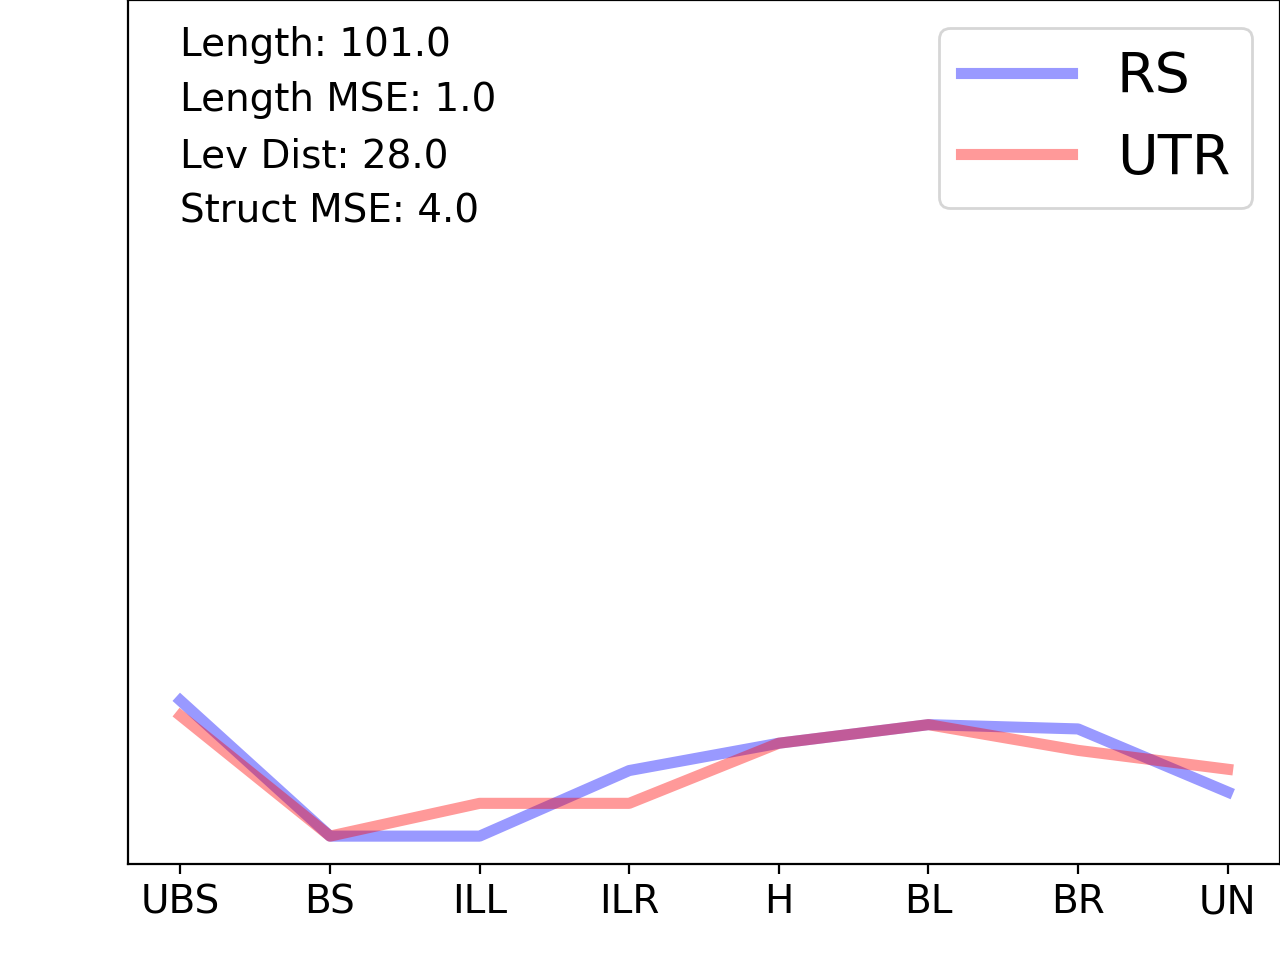 Length: 101.0
Length MSE: 1.0
Lev Dist: 28.0
Struct MSE: 4.0
RS
UTR
UBS BS ILL ILR H BL BR UN